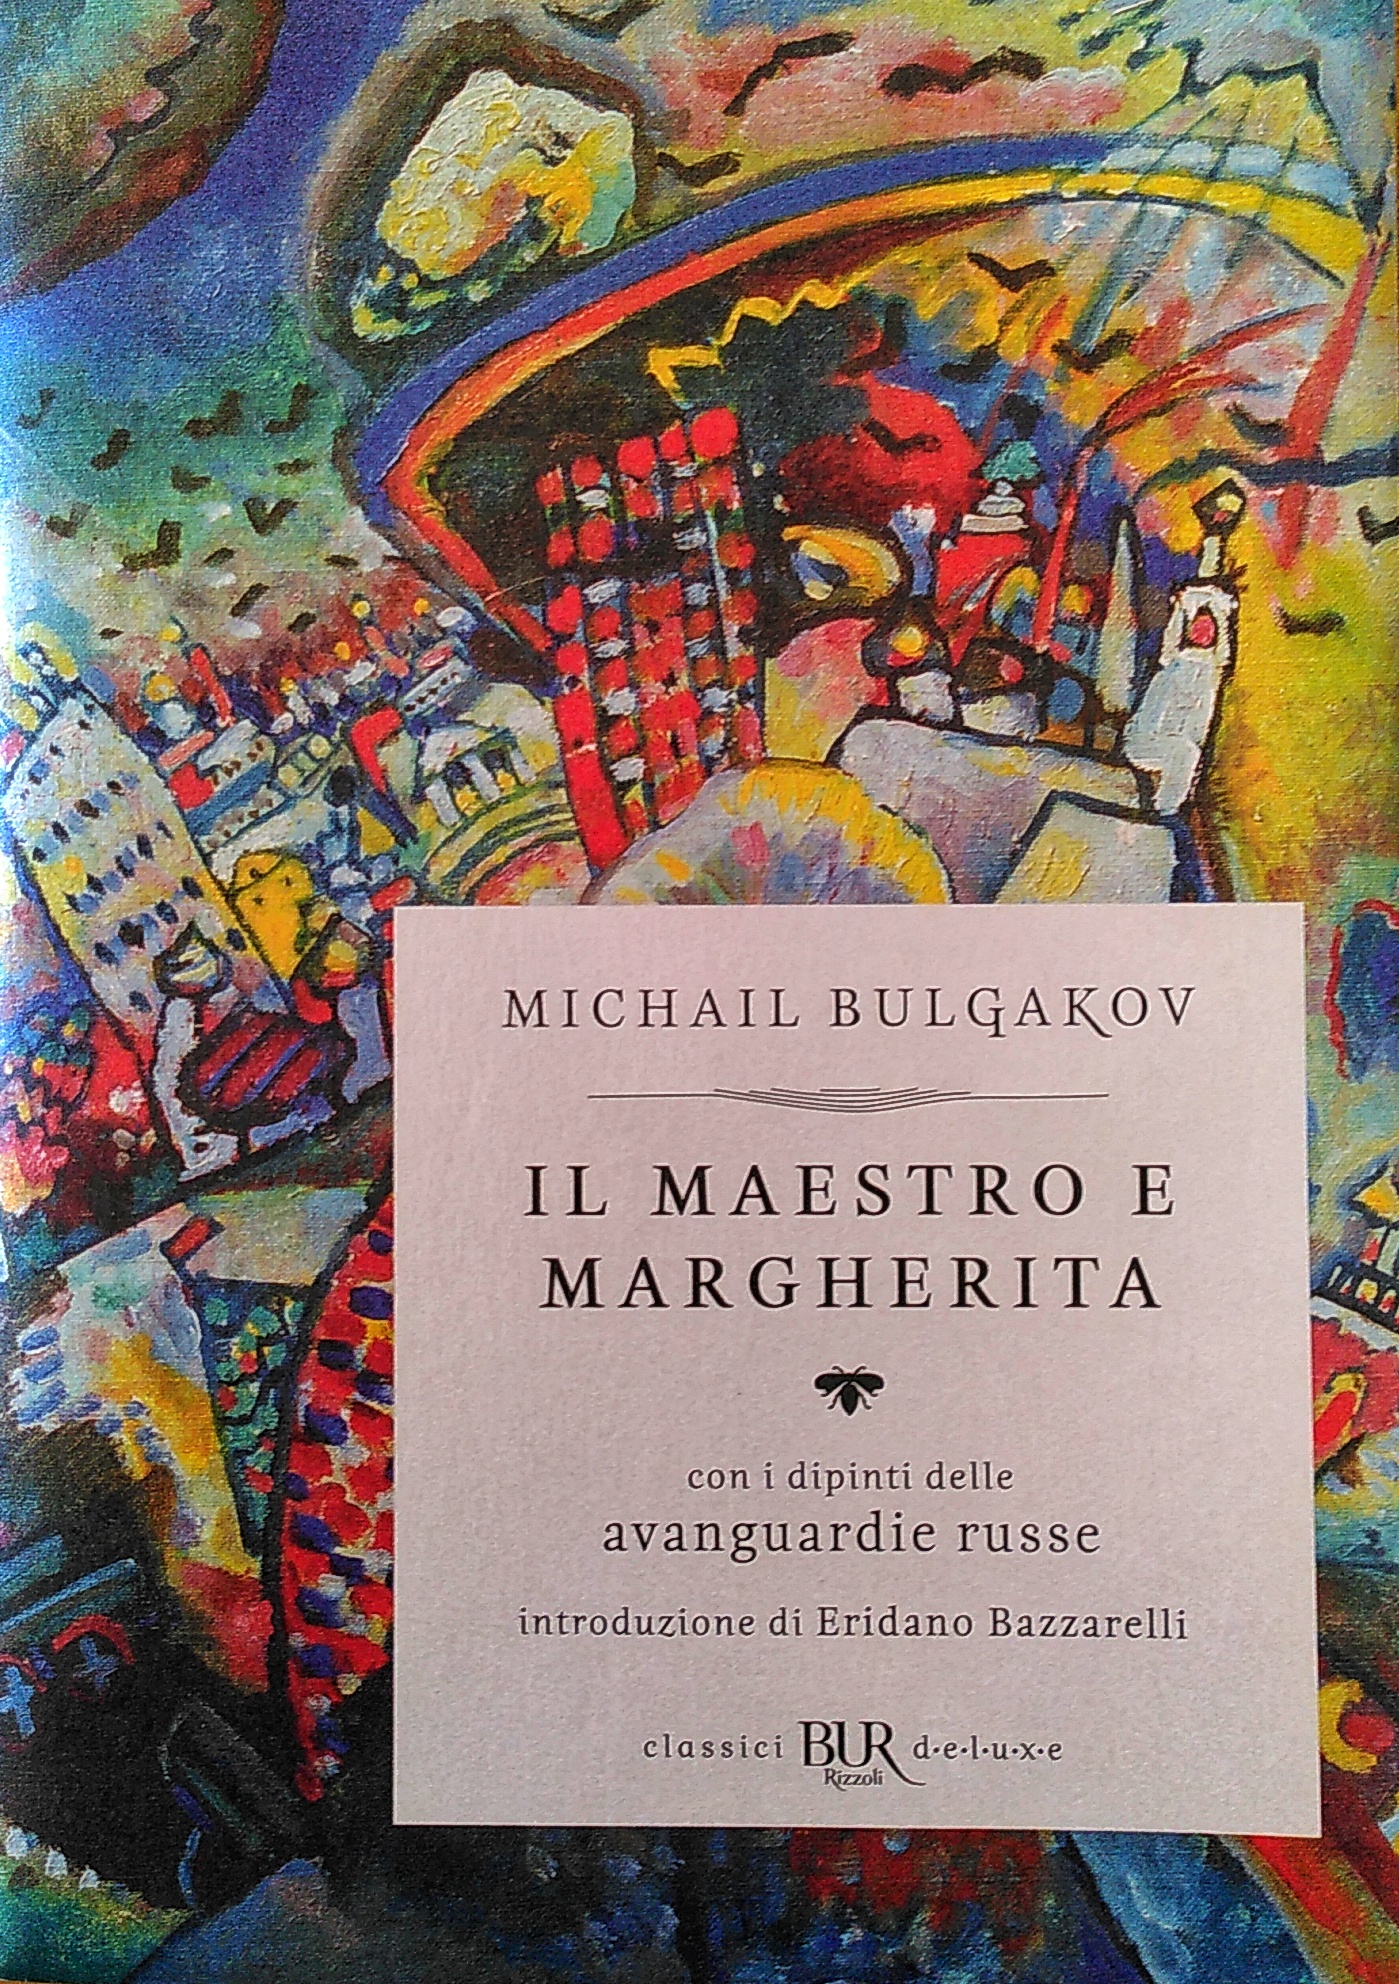 MICHAIL BULGAKOV
IL MAESTRO E
MARGHERITA
con i dipinti delle
avanguardie russe
introduzione di Eridano Bazzarelli
classici BUR d·e·l·u·x·e
Rizzoli